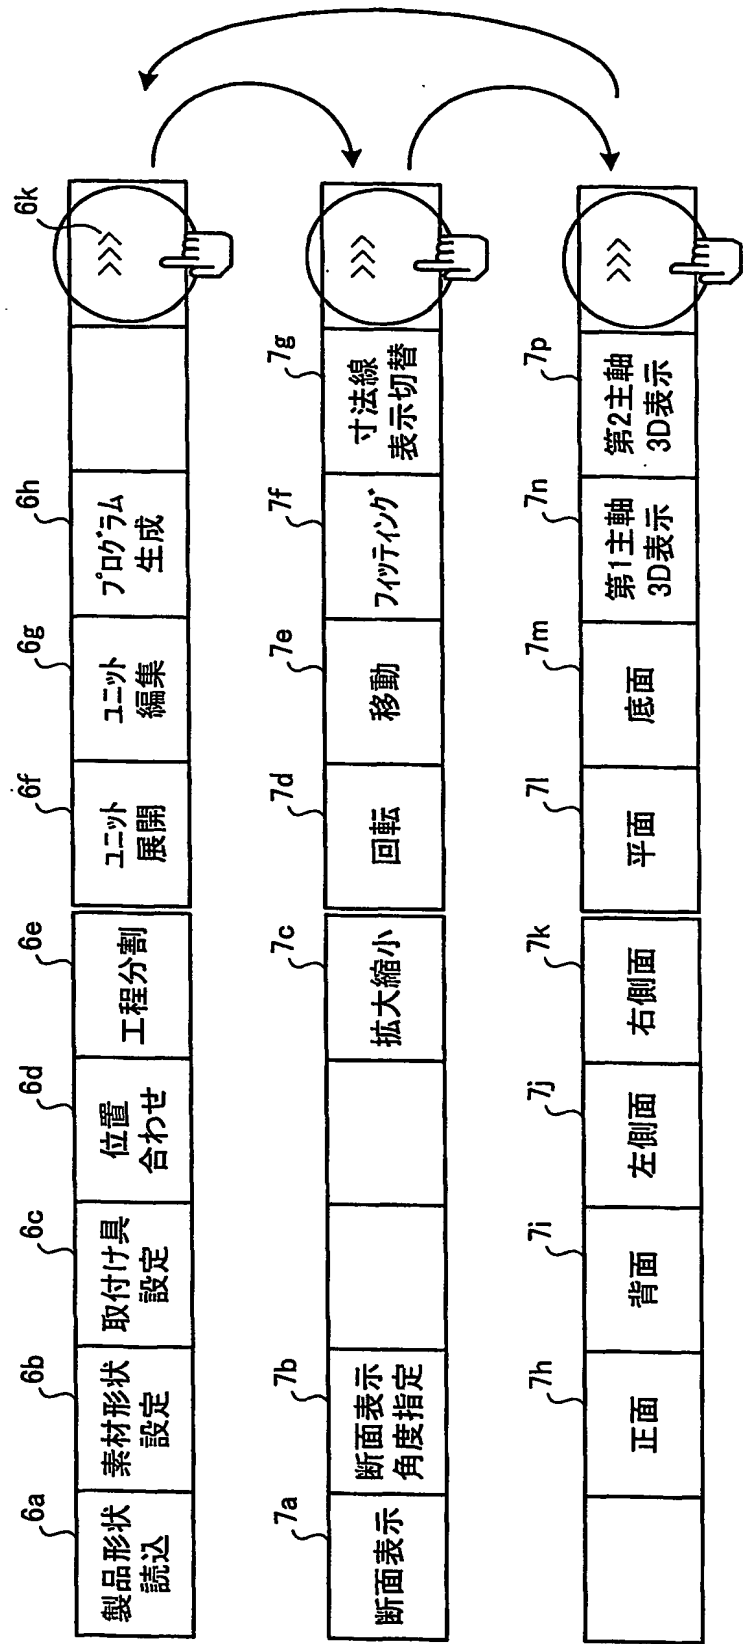 6a
製品形状
読込
6b
素材形状
設定
6c
取付け具
設定
6d
位置
合わせ
6e
工程分割
6f
ユニット
展開
6g
ユニット
編集
6h
プログラム
生成
6k
>>>
7a
断面表示
7b
断面表示
角度指定
7c
拡大縮小
7d
回転
7e
移動
7f
フィッティング
7g
寸法線
表示切替
>>>
7h
正面
7i
背面
7j
左側面
7k
右側面
7l
平面
7m
底面
7n
第1主軸
3D表示
7p
第2主軸
3D表示
>>>